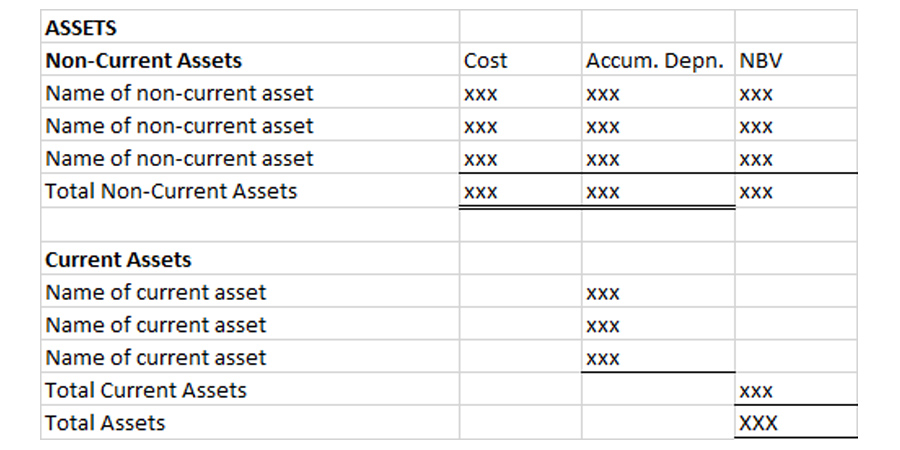 ASSETS
Non-Current Assets Cost Accum. Depn. NBV
Name of non-current asset xxx xxx xxx
Name of non-current asset xxx xxx xxx
Name of non-current asset xxx xxx xxx
Total Non-Current Assets xxx xxx xxx
Current Assets
Name of current asset xxx
Name of current asset xxx
Name of current asset xxx
Total Current Assets xxx
Total Assets XXX